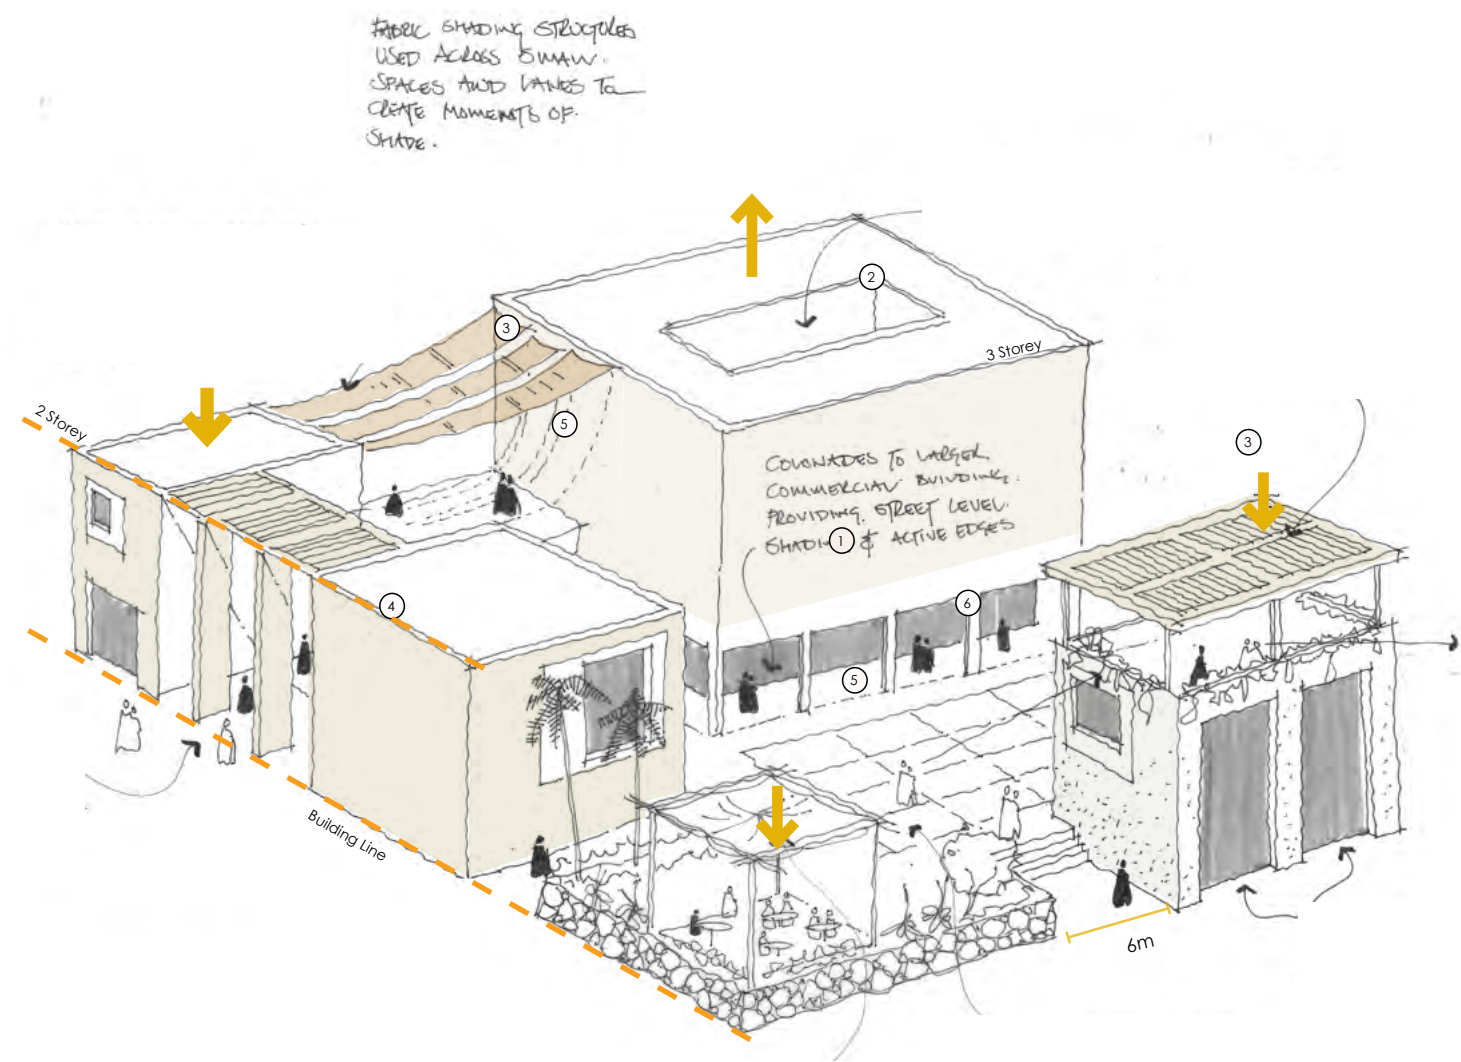 FABRIC SHADING STRUCTURES
USED ACROSS SMALL
SPACES AND LANES TO
CREATE MOMENTS OF
SHADE.
2
3
3 Storey
2 Storey
5
3
COLONADES TO LARGER
COMMERCIAL BUILDING.
PROVIDING STREET LEVEL.
SHADING & ACTIVE EDGES
1
4
6
5
Building Line
6m